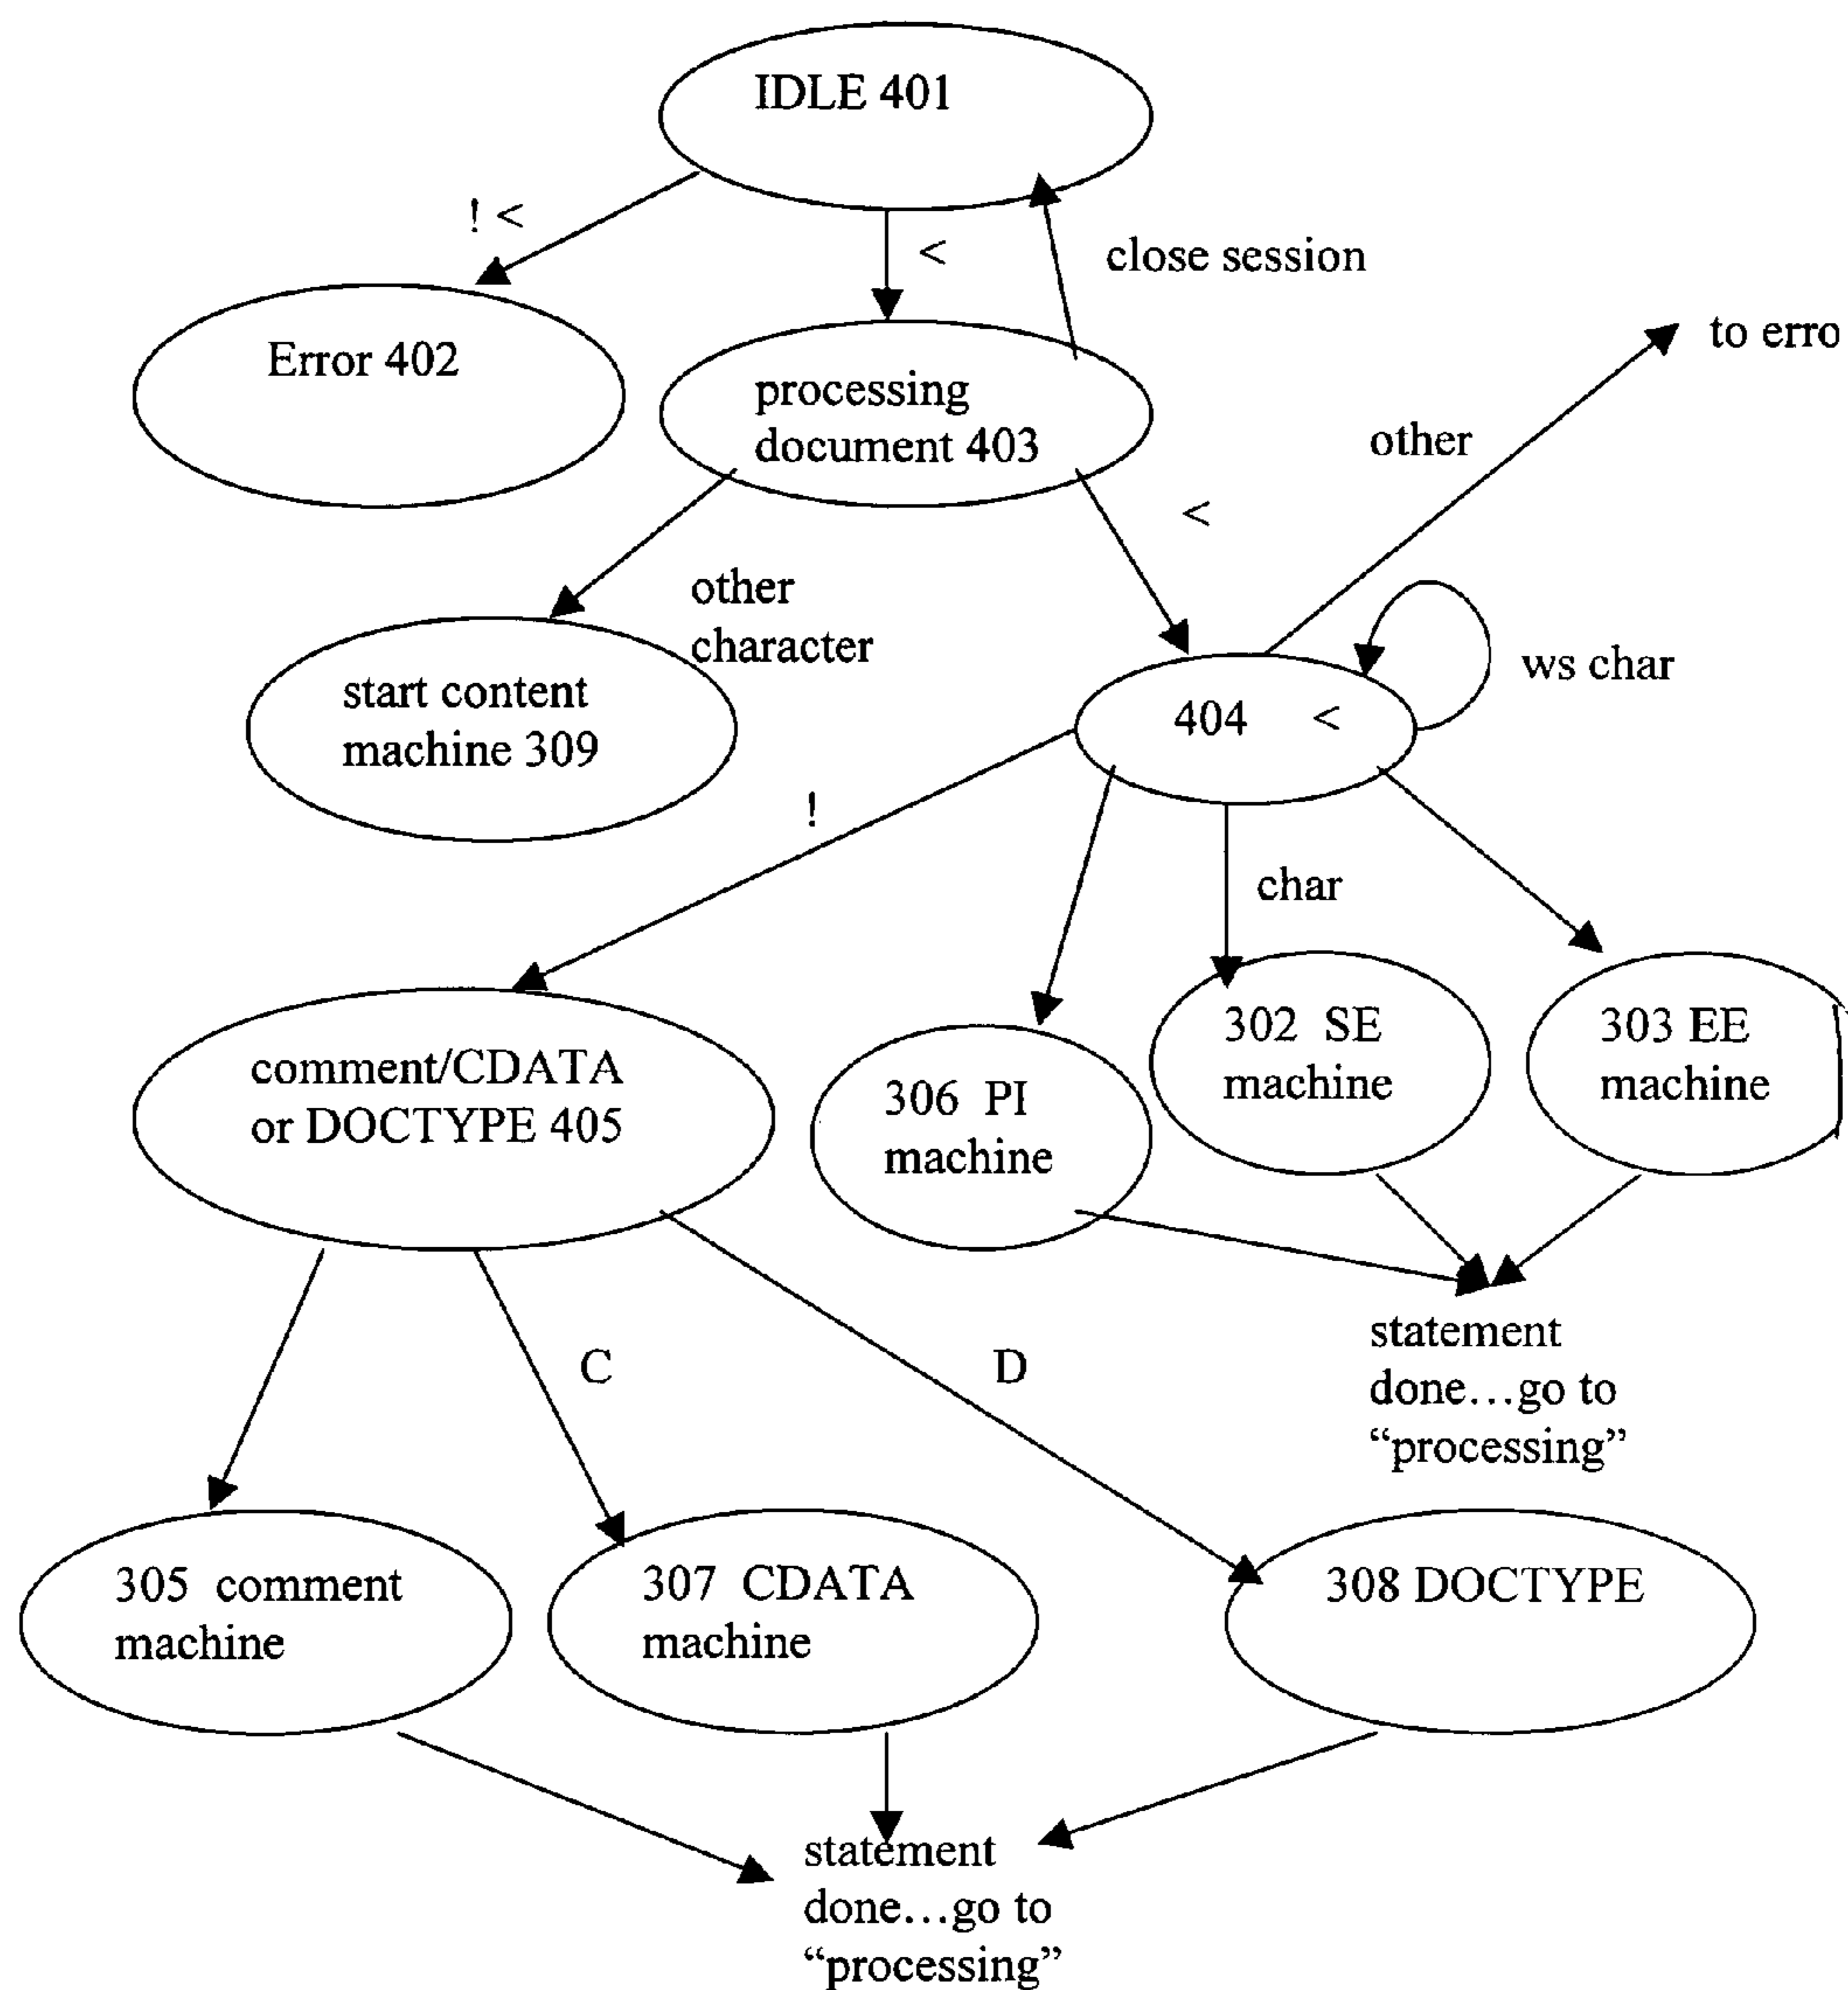 IDLE 401
! <
<
close session
Error 402
to erro
processing
document 403
other
<
other
character
start content
machine 309
404 <
ws char
!
char
comment/CDATA
or DOCTYPE 405
306 PI
machine
302 SE
machine
303 EE
machine
C
D
statement
done…go to
“processing”
305 comment
machine
307 CDATA
machine
308 DOCTYPE
statement
done…go to
“processing”